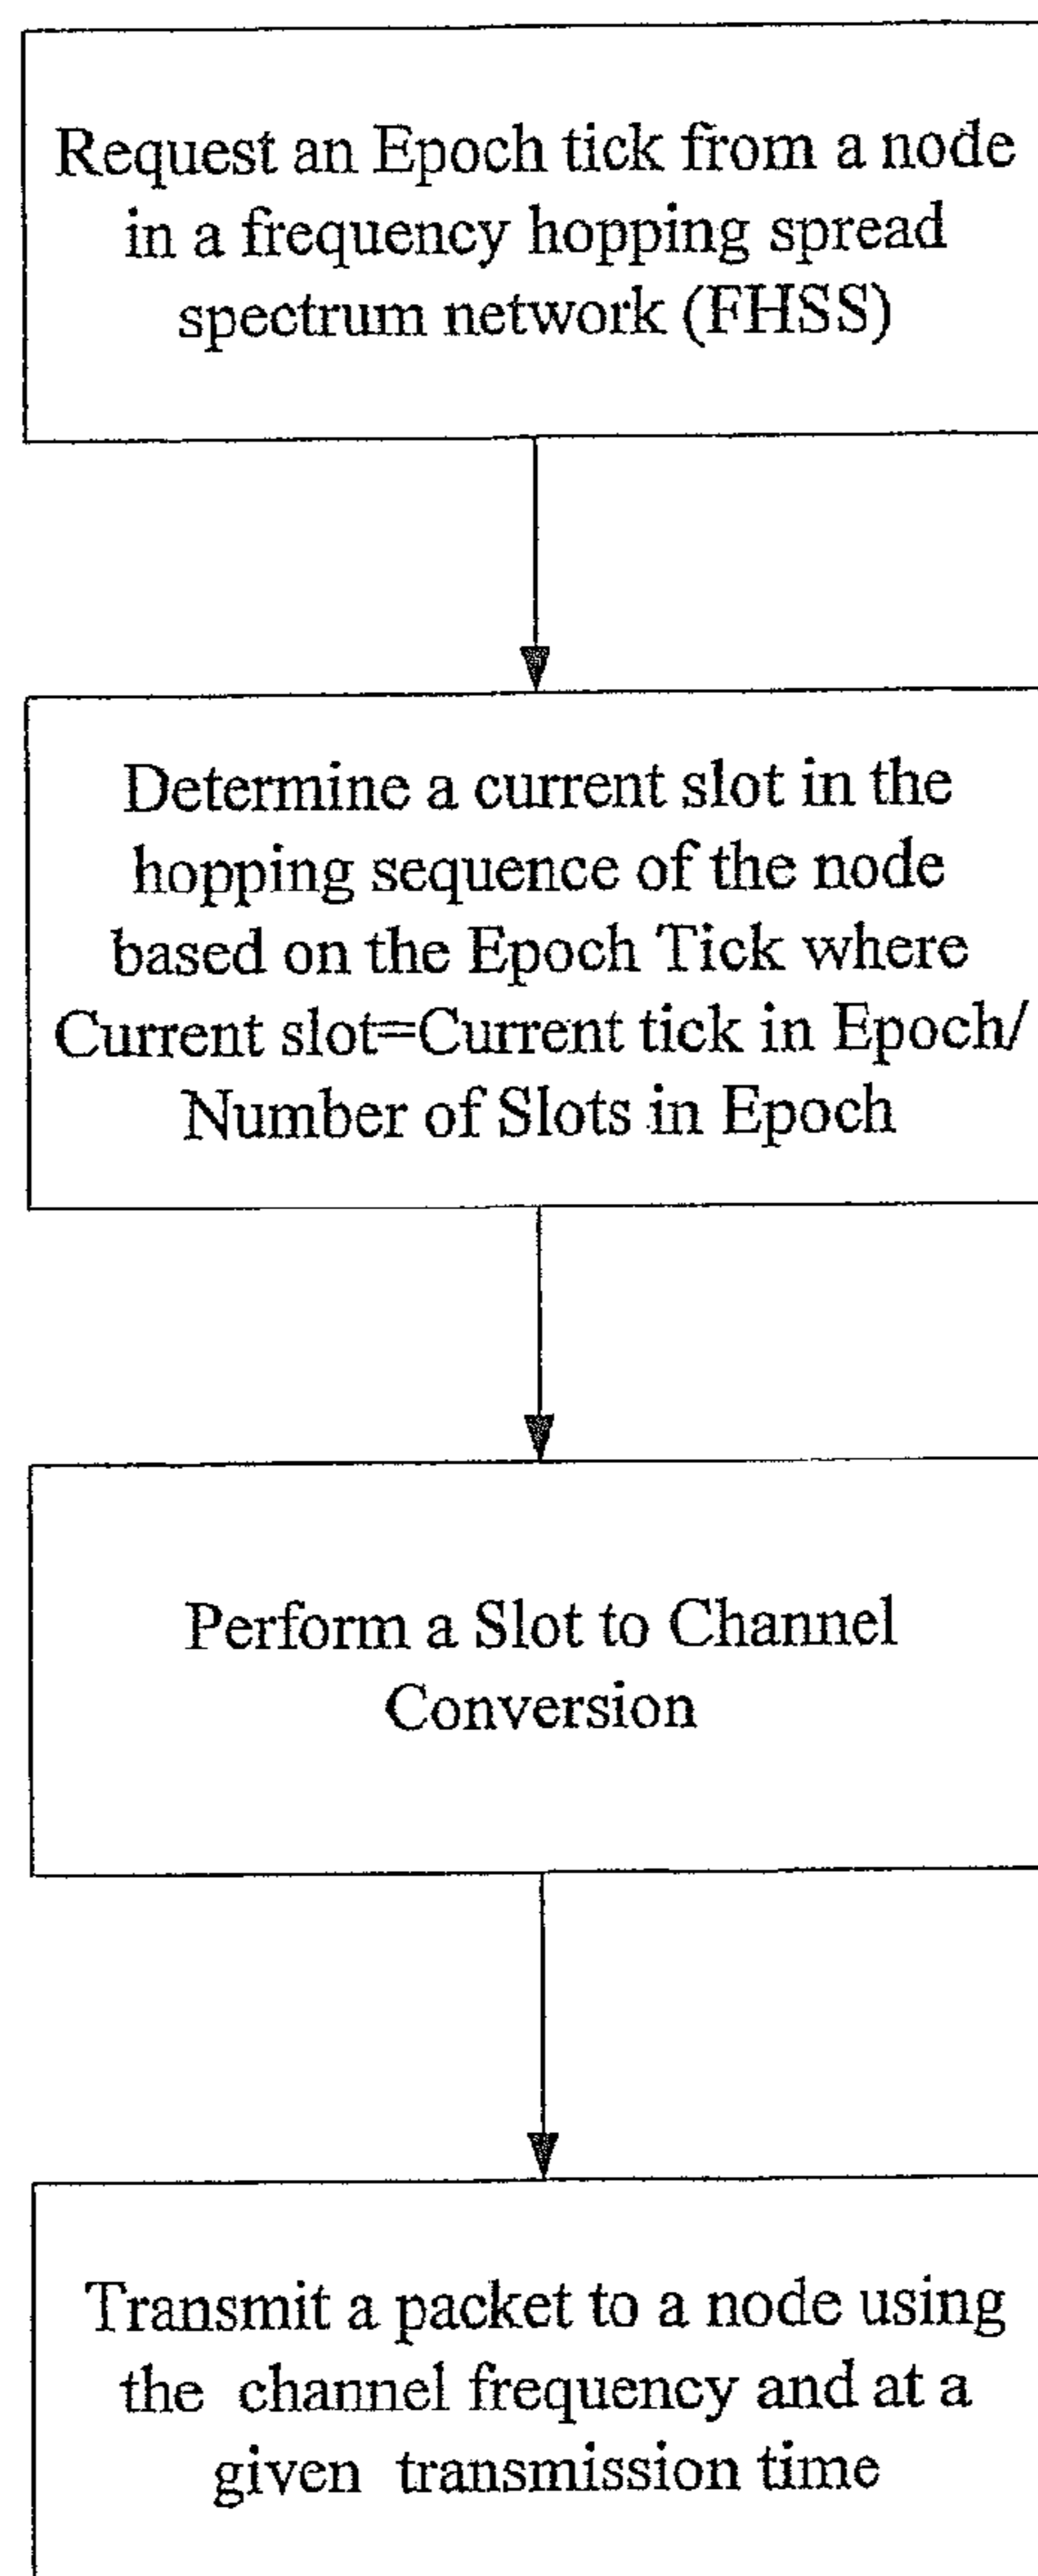 Request an Epoch tick from a node
in a frequency hopping spread
spectrum network (FHSS)
Determine a current slot in the
hopping sequence of the node
based on the Epoch Tick where
Current slot=Current tick in Epoch/
Number of Slots in Epoch
Perform a Slot to Channel
Conversion
Transmit a packet to a node using
the channel frequency and at a
given transmission time